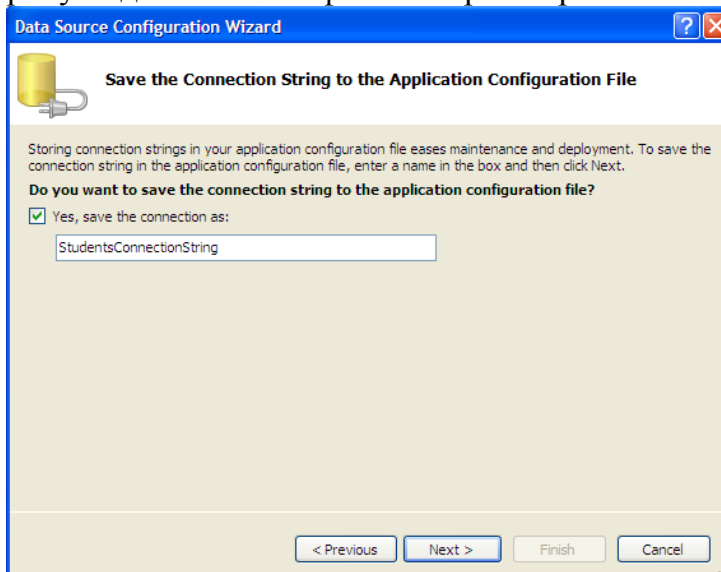 Data Source Configuration Wizard
Save the Connection String to the Application Configuration File
Storing connection strings in your application configuration file eases maintenance and deployment. To save the
connection string in the application configuration file, enter a name in the box and then click Next.
Do you want to save the connection string to the application configuration file?
Yes, save the connection as:
StudentsConnectionString
< Previous
Next >
Finish
Cancel